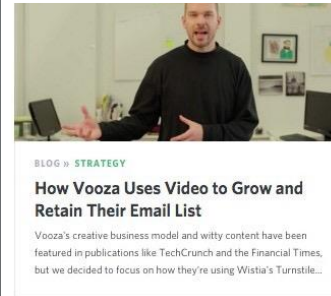 BLOG » STRATEGY
How Vooza Uses Video to Grow and
Retain Their Email List
Vooza's creative business model and witty content have been
featured in publications like TechCrunch and the Financial Times,
but we decided to focus on how they're using Wistia's Turnstile...